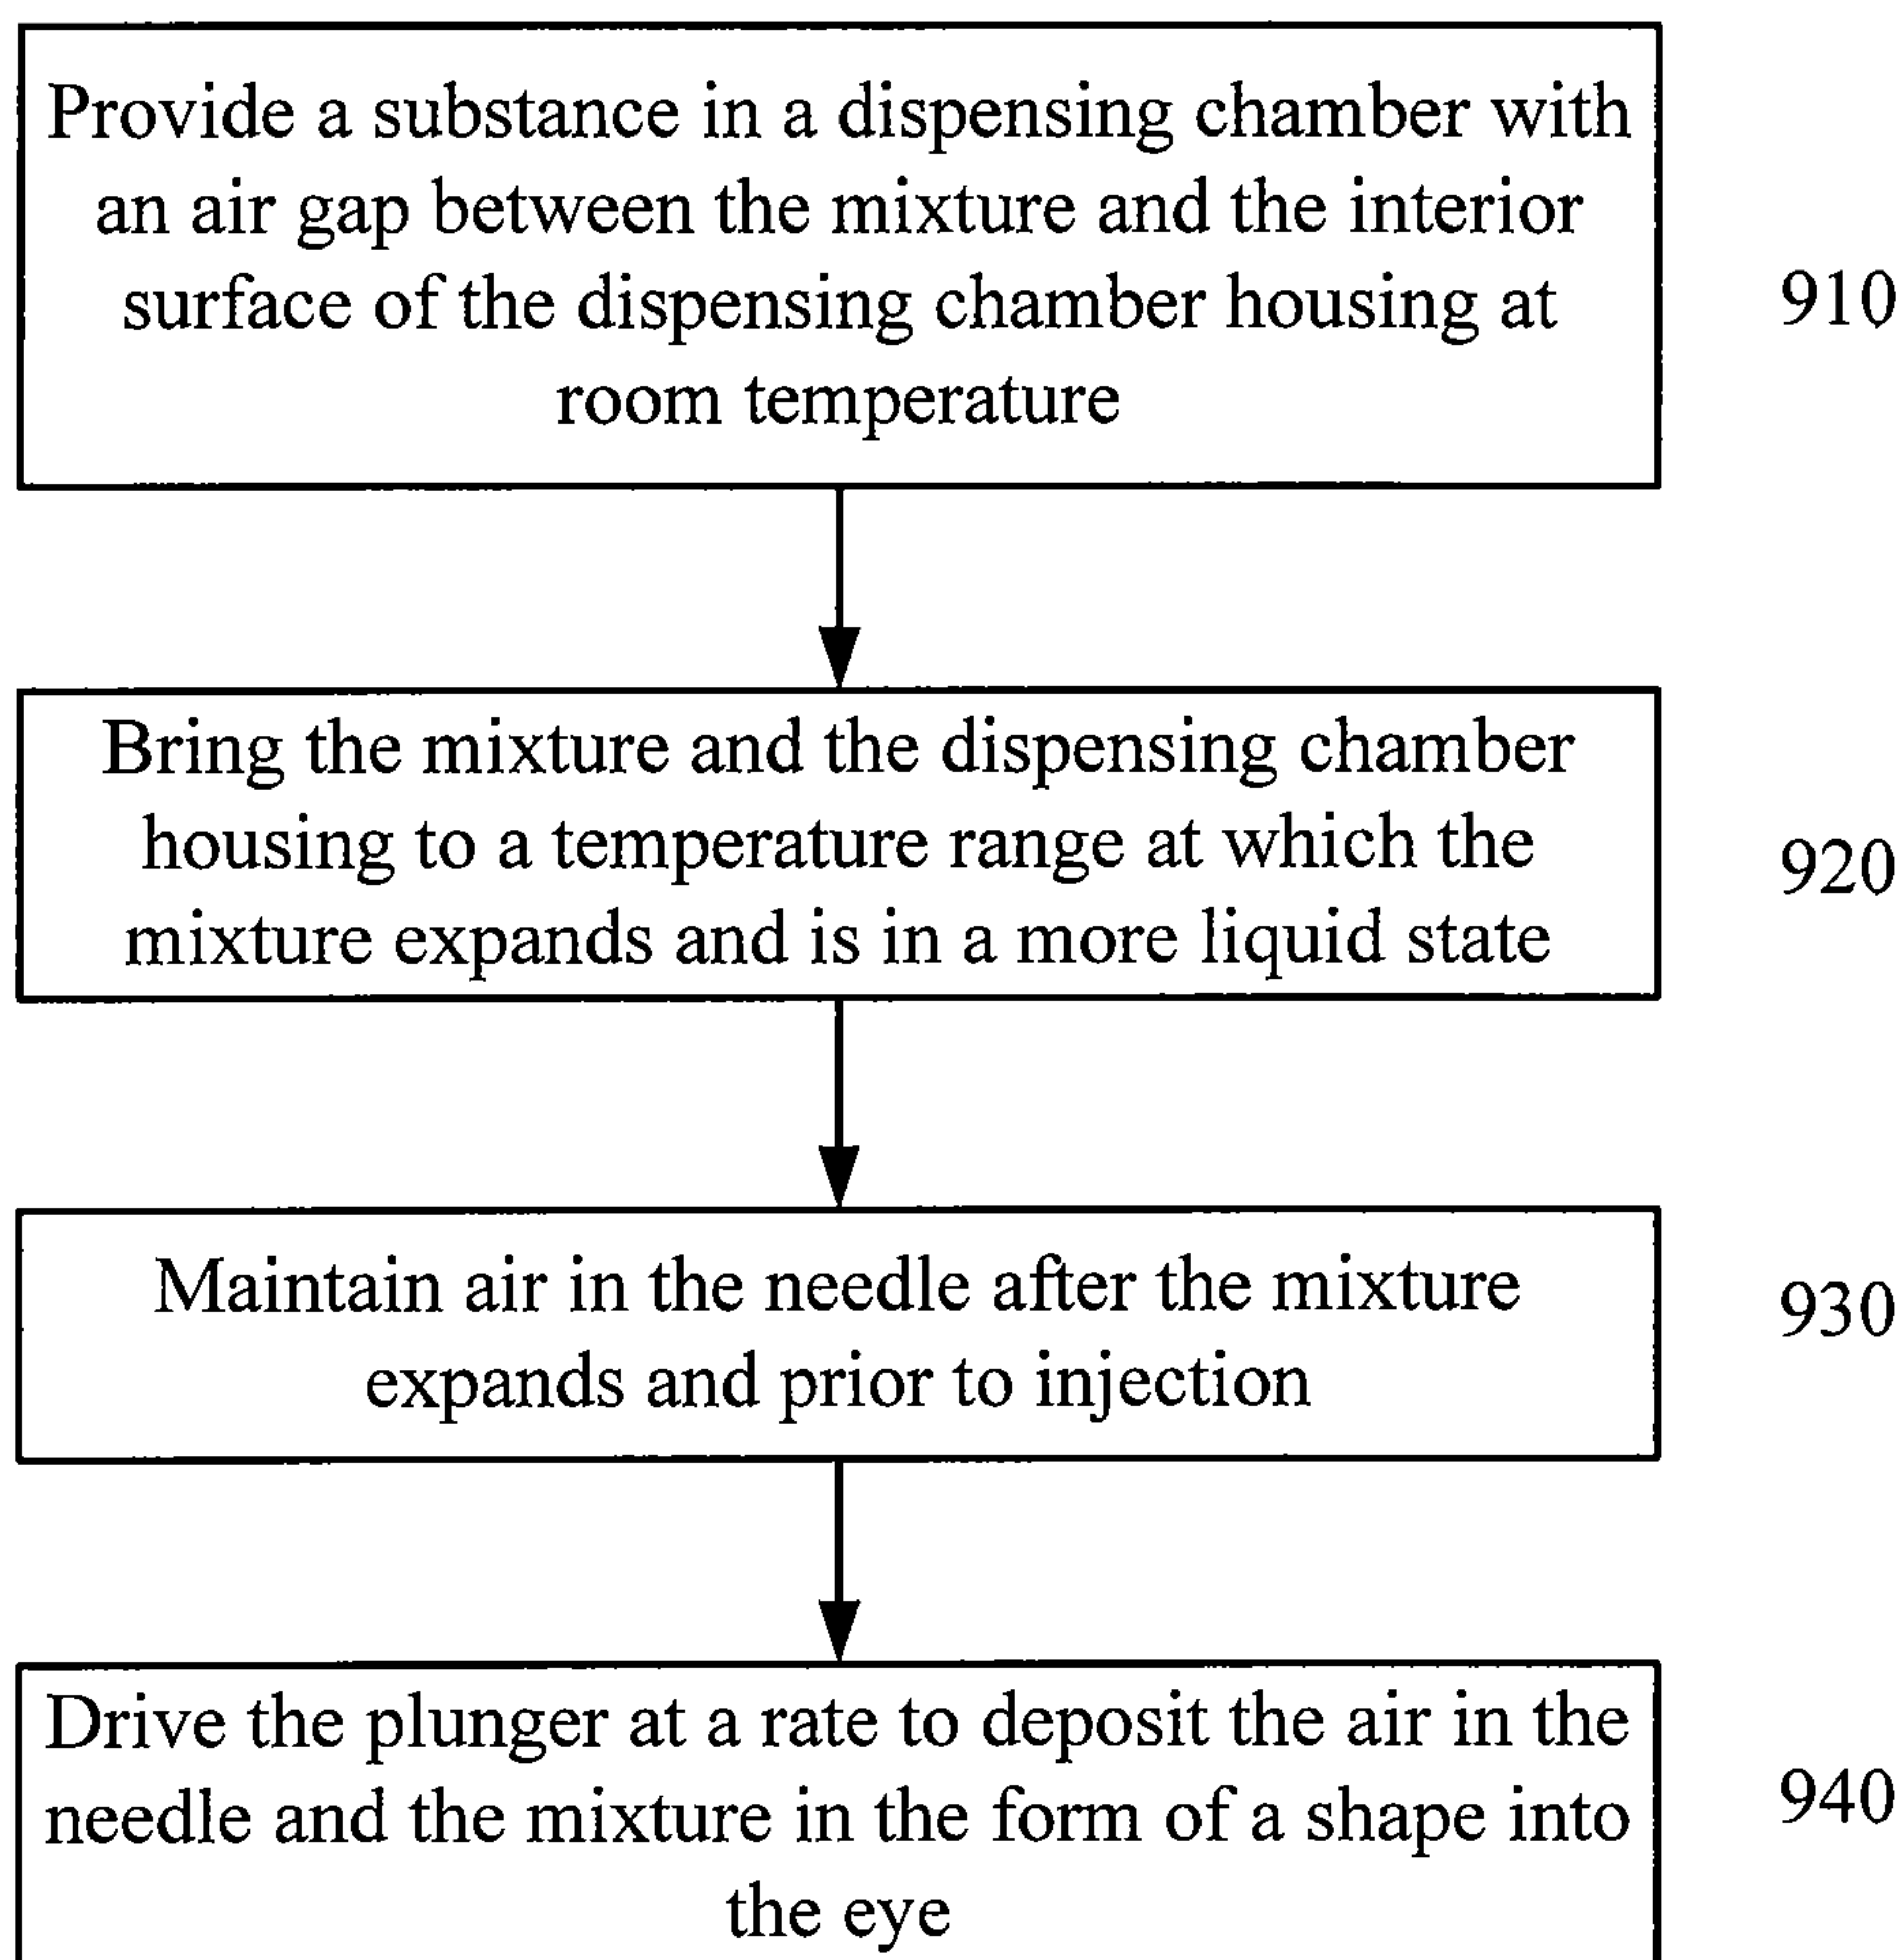 Provide a substance in a dispensing chamber with
an air gap between the mixture and the interior
surface of the dispensing chamber housing at
room temperature
910
Bring the mixture and the dispensing chamber
housing to a temperature range at which the
mixture expands and is in a more liquid state
920
Maintain air in the needle after the mixture
expands and prior to injection
930
Drive the plunger at a rate to deposit the air in the
needle and the mixture in the form of a shape into
the eye
940